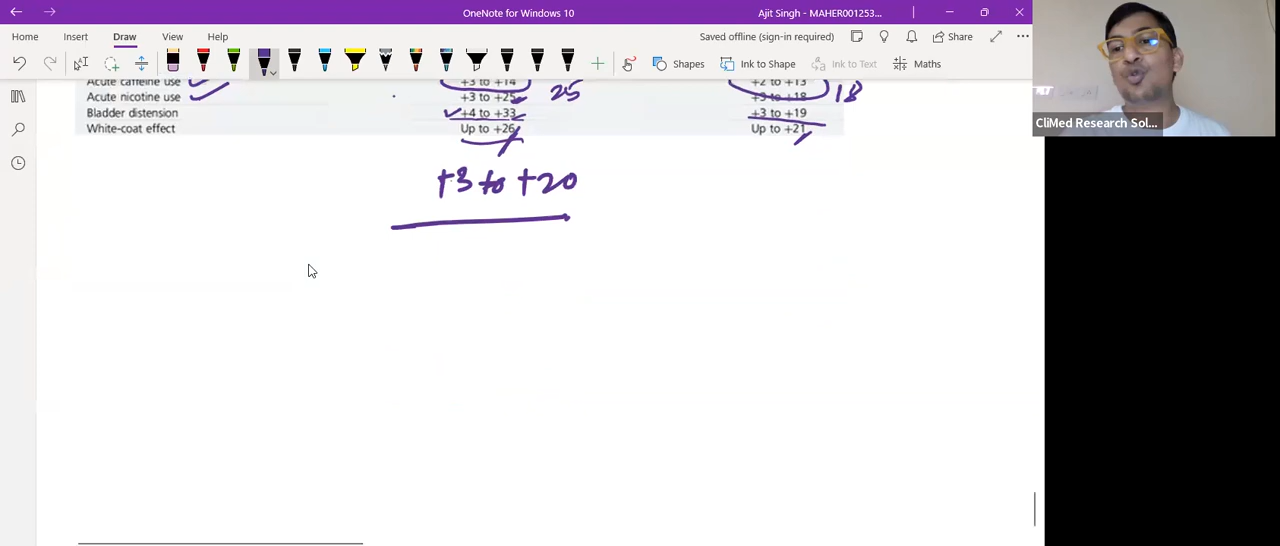 OneNote for Windows 10
Ajit Singh - MAHER001253...
Home Insert Draw View Help
Saved offline (sign-in required)
Share
Shapes
Ink to Shape
Ink to Text
Maths
Acute caffeine use +3 to +14 +2 to +13
Acute nicotine use +3 to +25 25 +3 to +18 18
Bladder distension +4 to +33 +3 to +19
White-coat effect Up to +26 Up to +21
+3 to +20
CliMed Research Sol...